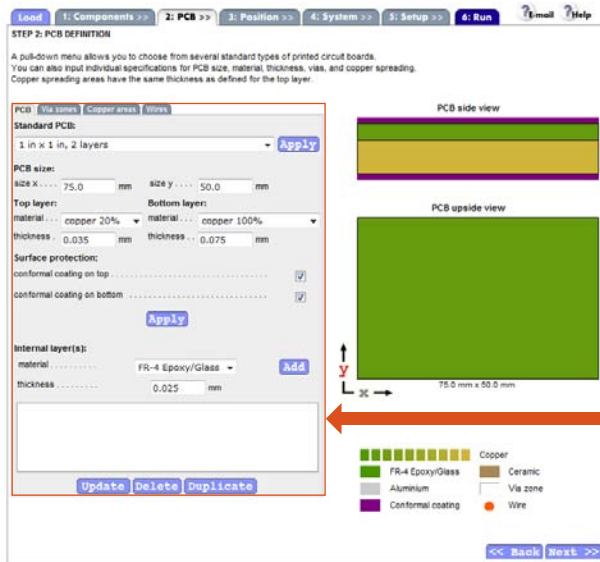 Load 1: Components >> 2: PCB >> 3: Position >> 4: System >> 5: Setup >> 6: Run ?E-mail ?Help
STEP 2: PCB DEFINITION
A pull-down menu allows you to choose from several standard types of printed circuit boards.
You can also input individual specifications for PCB size, material, thickness, vias, and copper spreading.
Copper spreading areas have the same thickness as defined for the top layer.
PCB Via zones Copper areas Wires
Standard PCB:
1 in x 1 in, 2 layers Apply
PCB size:
size x .... 75.0 mm size y .... 50.0 mm
Top layer: Bottom layer:
material ... copper 20% material ... copper 100%
thickness . 0.035 mm thickness .. 0.075 mm
Surface protection:
conformal coating on top
conformal coating on bottom
Apply
Internal layer(s):
material FR-4 Epoxy/Glass Add
thickness 0.025 mm
Update Delete Duplicate
PCB side view
PCB upside view
y
x
75.0 mm x 50.0 mm
Copper
FR-4 Epoxy/Glass Ceramic
Aluminium Via zone
Conformal coating Wire
<< Back Next >>